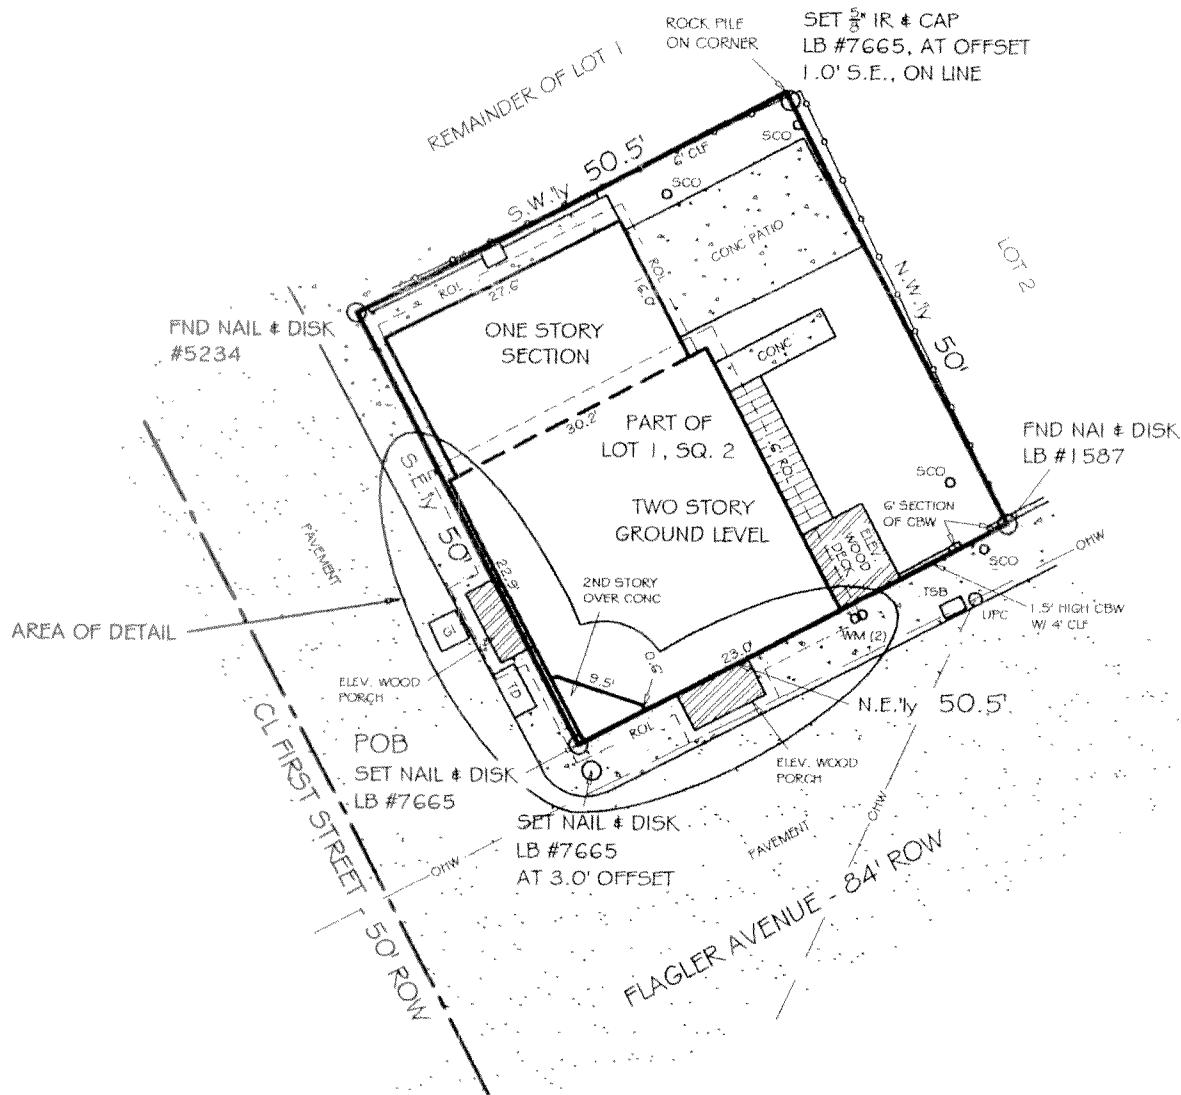 ROCK PILE
ON CORNER
SET 5/8" IR & CAP
LB #7665, AT OFFSET
1.0' S.E., ON LINE
REMAINDER OF LOT 1
S.W.'ly 50.5'
6' CLF
SCO
SCO
CONC PATIO
ROL
ROL
27.6'
16.0'
LOT 2
N.W.'ly 50'
FND NAIL & DISK
#5234
ONE STORY
SECTION
CONC
30.2'
PART OF
LOT 1, SQ. 2
6' ROL
FND NAI & DISK
LB #1587
S.E.'ly 50'
TWO STORY
GROUND LEVEL
SCO
6' SECTION
OF CBW
ELEV.
WOOD
DECK
OHW
SCO
PAVEMENT
22.9'
2ND STORY
OVER CONC
TSB
UPC
1.5' HIGH CBW
W/ 4' CLF
AREA OF DETAIL
GI
WM (2)
23.0'
0.6'
9.5'
ELEV. WOOD
PORCH
TD
N.E.'ly 50.5'
ROL
POB
SET NAIL & DISK
LB #7665
ELEV. WOOD
PORCH
SET NAIL & DISK
LB #7665
AT 3.0' OFFSET
OHW
PAVEMENT
OHW
CL FIRST STREET - 50' ROW
FLAGLER AVENUE - 84' ROW